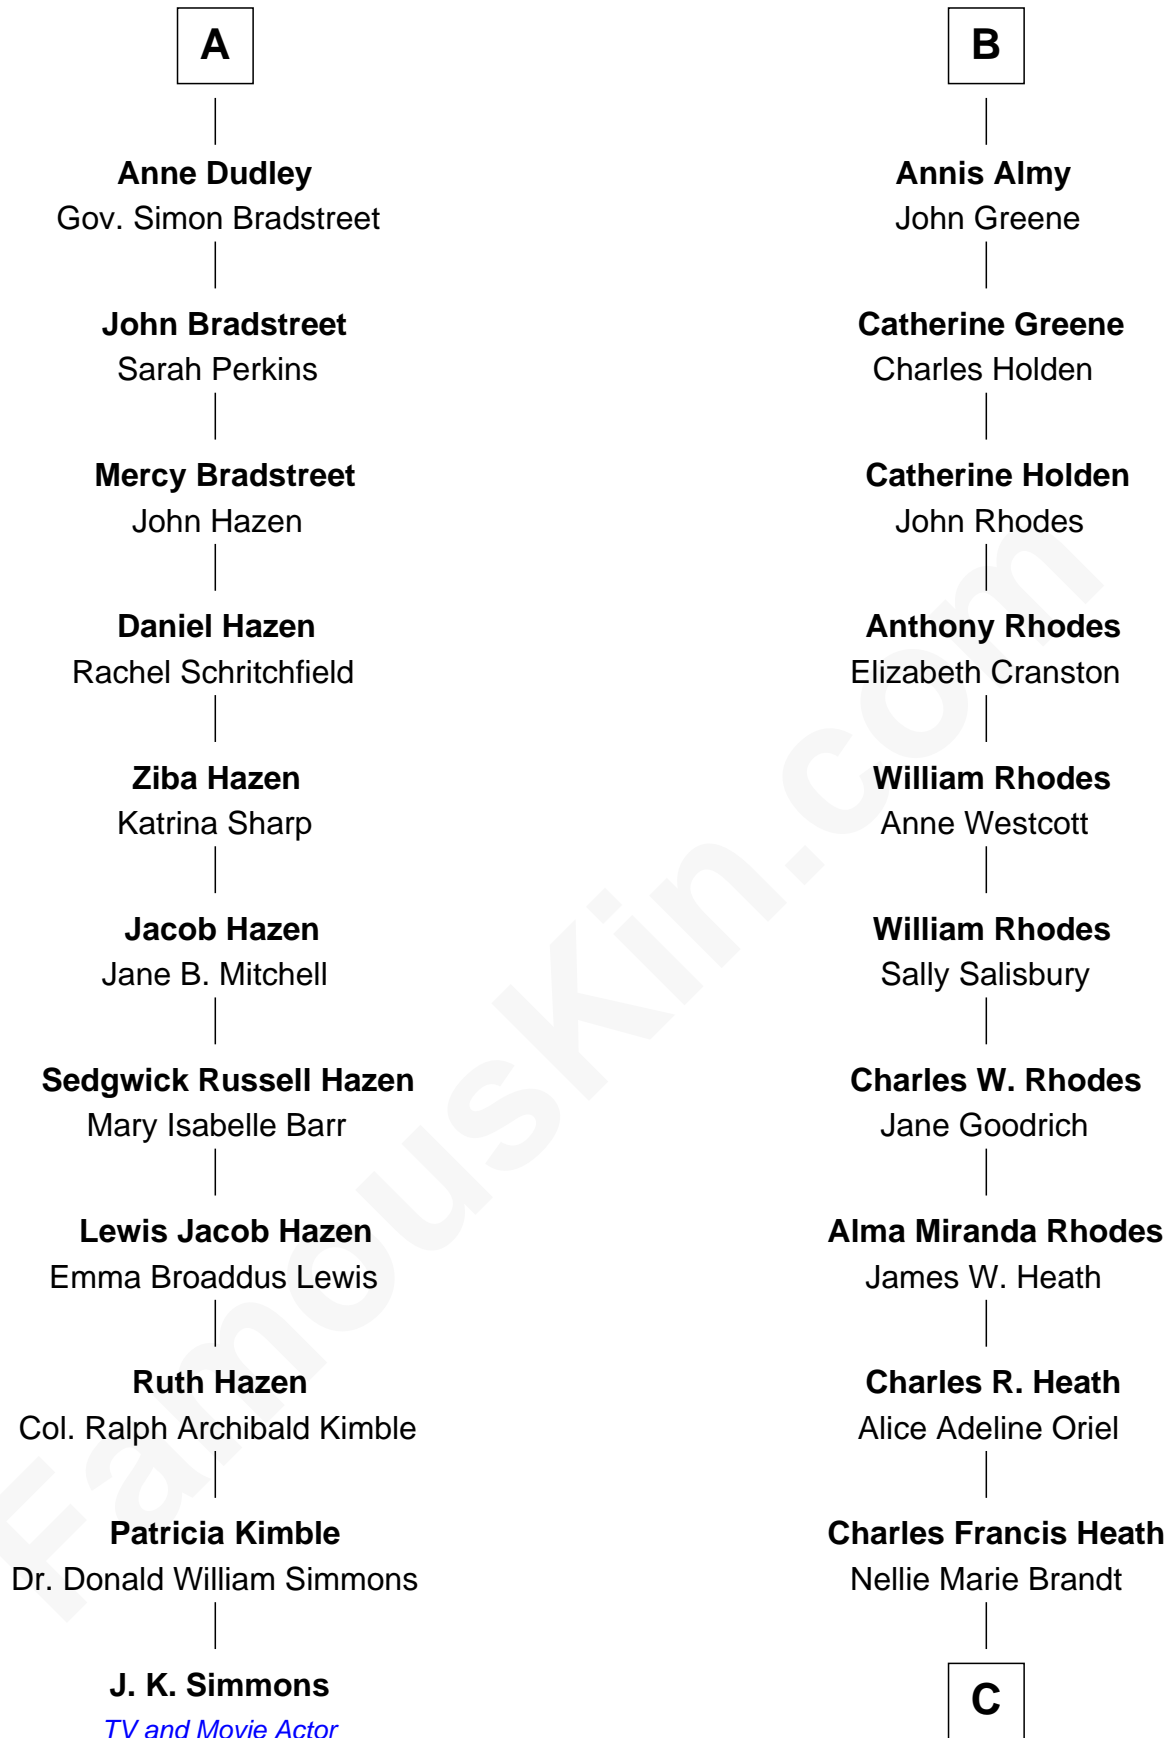 A
Anne Dudley
Gov. Simon Bradstreet
John Bradstreet
Sarah Perkins
Mercy Bradstreet
John Hazen
Daniel Hazen
Rachel Schritchfield
Ziba Hazen
Katrina Sharp
Jacob Hazen
Jane B. Mitchell
Sedgwick Russell Hazen
Mary Isabelle Barr
Lewis Jacob Hazen
Emma Broaddus Lewis
Ruth Hazen
Col. Ralph Archibald Kimble
Patricia Kimble
Dr. Donald William Simmons
J. K. Simmons
TV and Movie Actor
B
Annis Almy
John Greene
Catherine Greene
Charles Holden
Catherine Holden
John Rhodes
Anthony Rhodes
Elizabeth Cranston
William Rhodes
Anne Westcott
William Rhodes
Sally Salisbury
Charles W. Rhodes
Jane Goodrich
Alma Miranda Rhodes
James W. Heath
Charles R. Heath
Alice Adeline Oriel
Charles Francis Heath
Nellie Marie Brandt
C
FamousKin.com